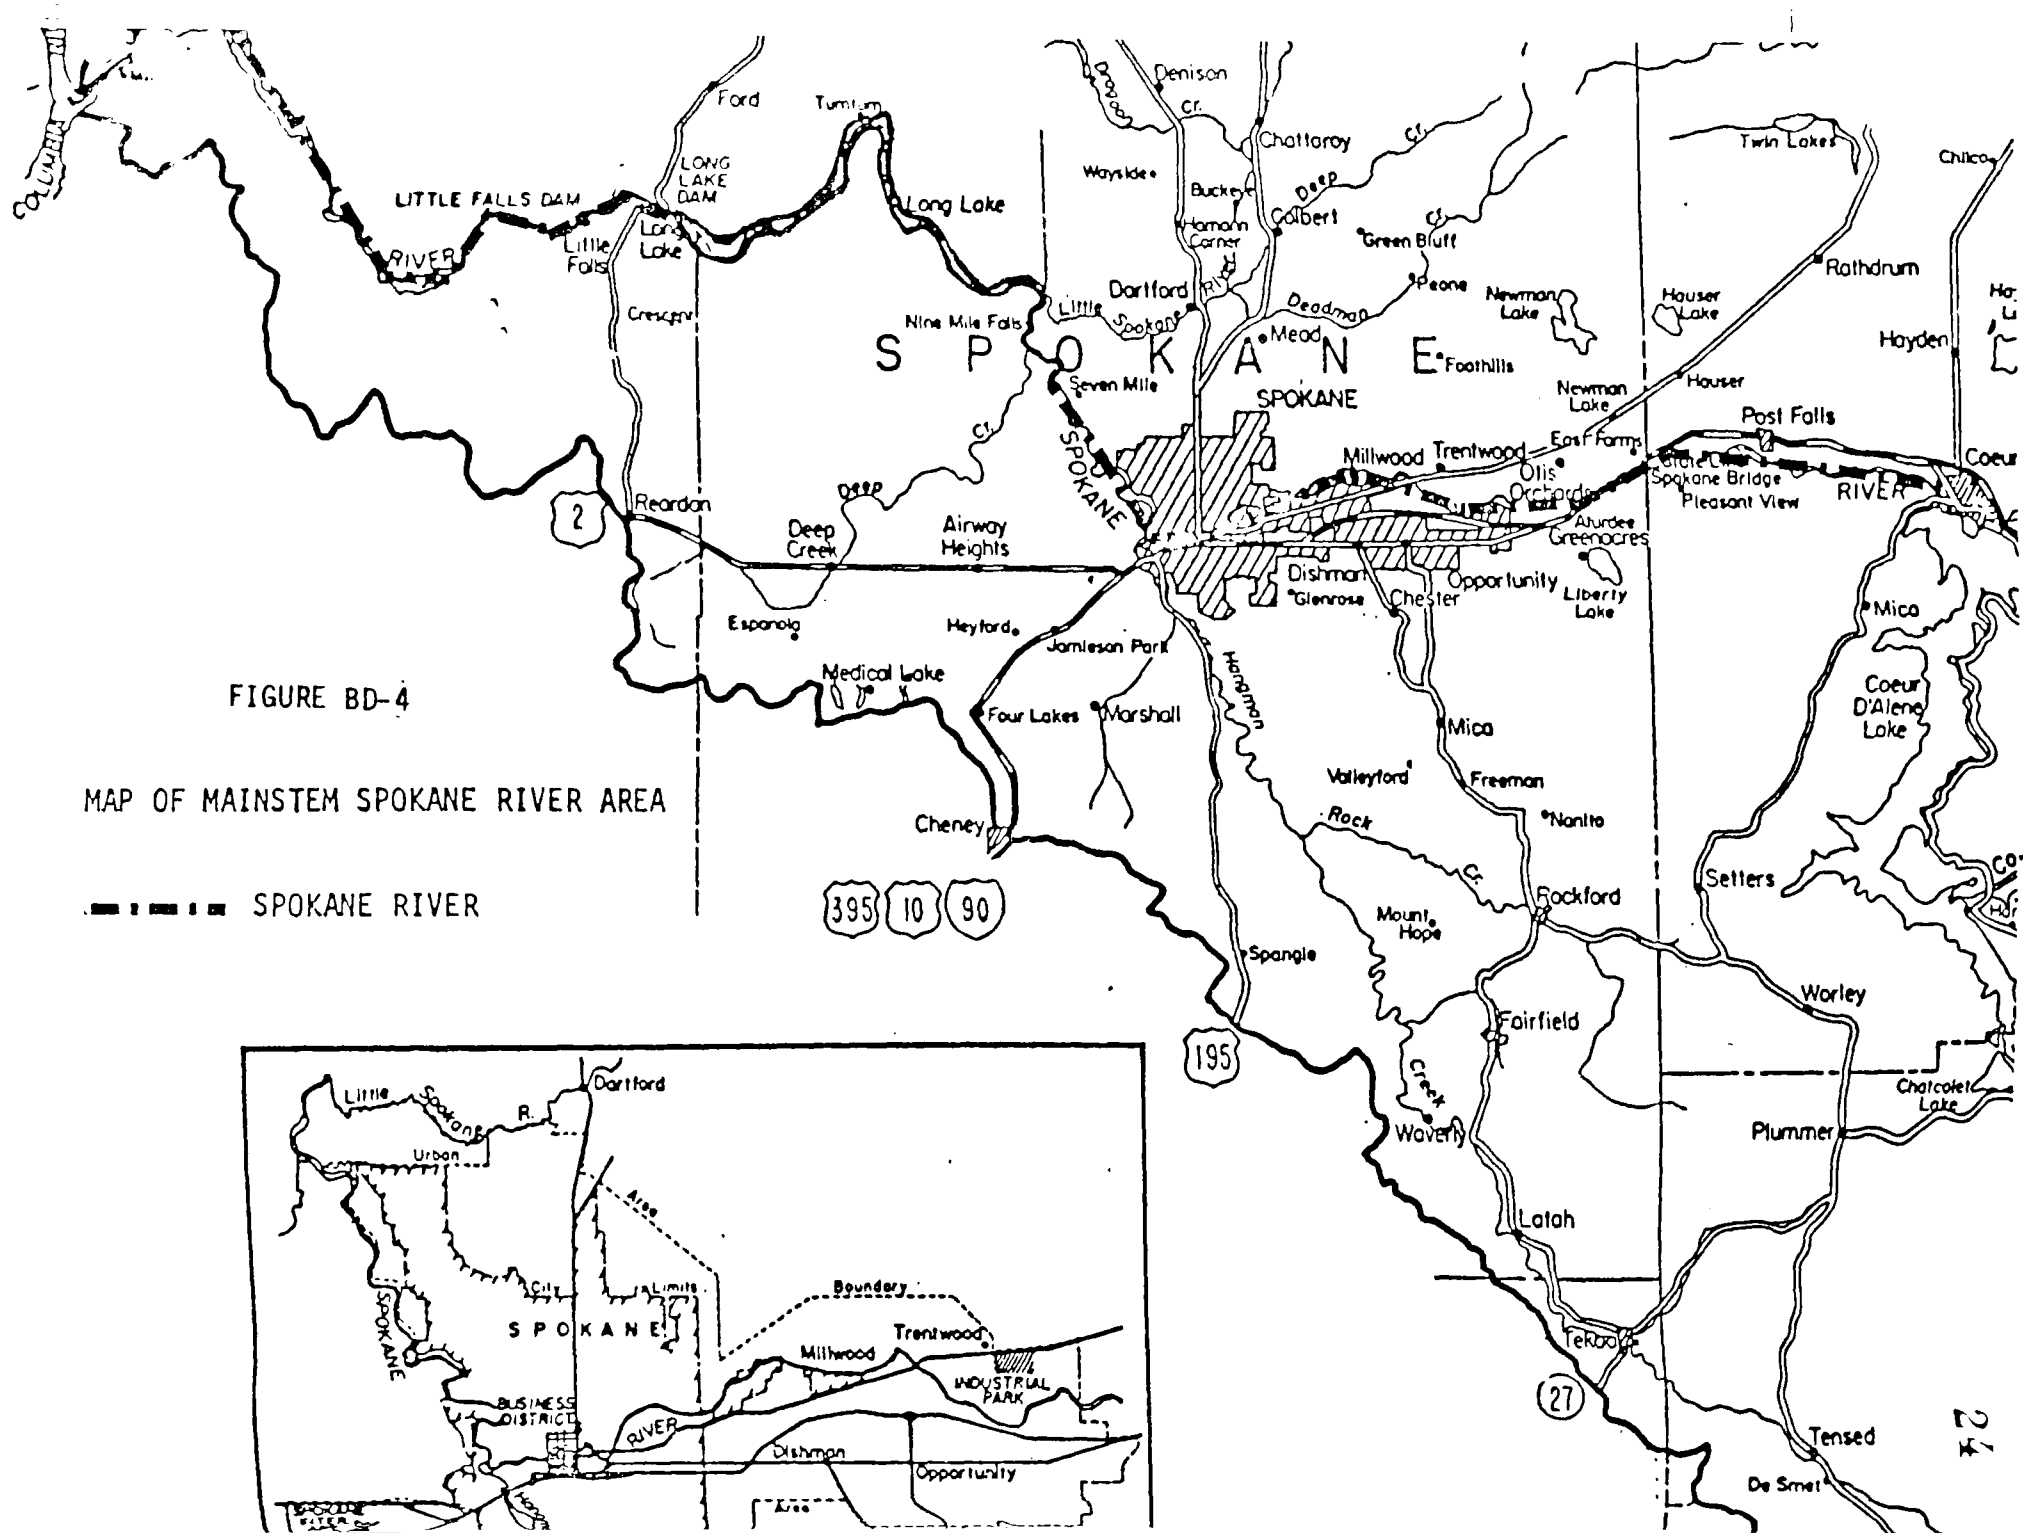 Ford
Tumtum
LONG
LAKE
DAM
LITTLE FALLS DAM
Little
Falls
Long
Lake
Long Lake
RIVER
Crescent
Nine Mile Falls
Dragoon
Cr.
Denison
Chattaroy
Wayside
Buckeye
Deep
Cr.
Hamann
Corner
Colbert
Green Bluff
Cr.
Peone
Dartford
Little
Spokane
Deadman
Mead
SPOKANE
Foothills
Seven Mile
SPOKANE
SPOKANE
Newman
Lake
Hauser
Lake
Twin Lakes
Chilco
Rathdrum
Hayden
Hauser
Newman
Lake
Post Falls
East Farms
Millwood
Trentwood
Otis
Orchards
State Line
Spokane Bridge
Pleasant View
RIVER
Coeur
2
Reardan
Deep
Cr.
Deep
Creek
Airway
Heights
Espanola
Heyford
Jamieson Park
Medical Lake
Four Lakes
Marshall
Cheney
Dishman
Glenrose
Opportunity
Chester
Greenacres
Liberty
Lake
Mica
Hangman
Coeur
D'Alene
Lake
Mica
Valleyford
Freeman
Rock
Cr.
Nanito
Rockford
Setters
Mount
Hope
Spangle
Worley
Fairfield
195
Creek
Waverly
Chatcolet
Lake
Plummer
Latah
Tekoa
27
Tensed
De Smet
FIGURE BD-4
MAP OF MAINSTEM SPOKANE RIVER AREA
SPOKANE RIVER
395
10
90
24
Dartford
Little
Spokane
R.
Urban
Area
City
Limits
Boundary
SPOKANE
SPOKANE
Trentwood
Millwood
INDUSTRIAL
PARK
BUSINESS
DISTRICT
RIVER
Dishman
Opportunity
Area